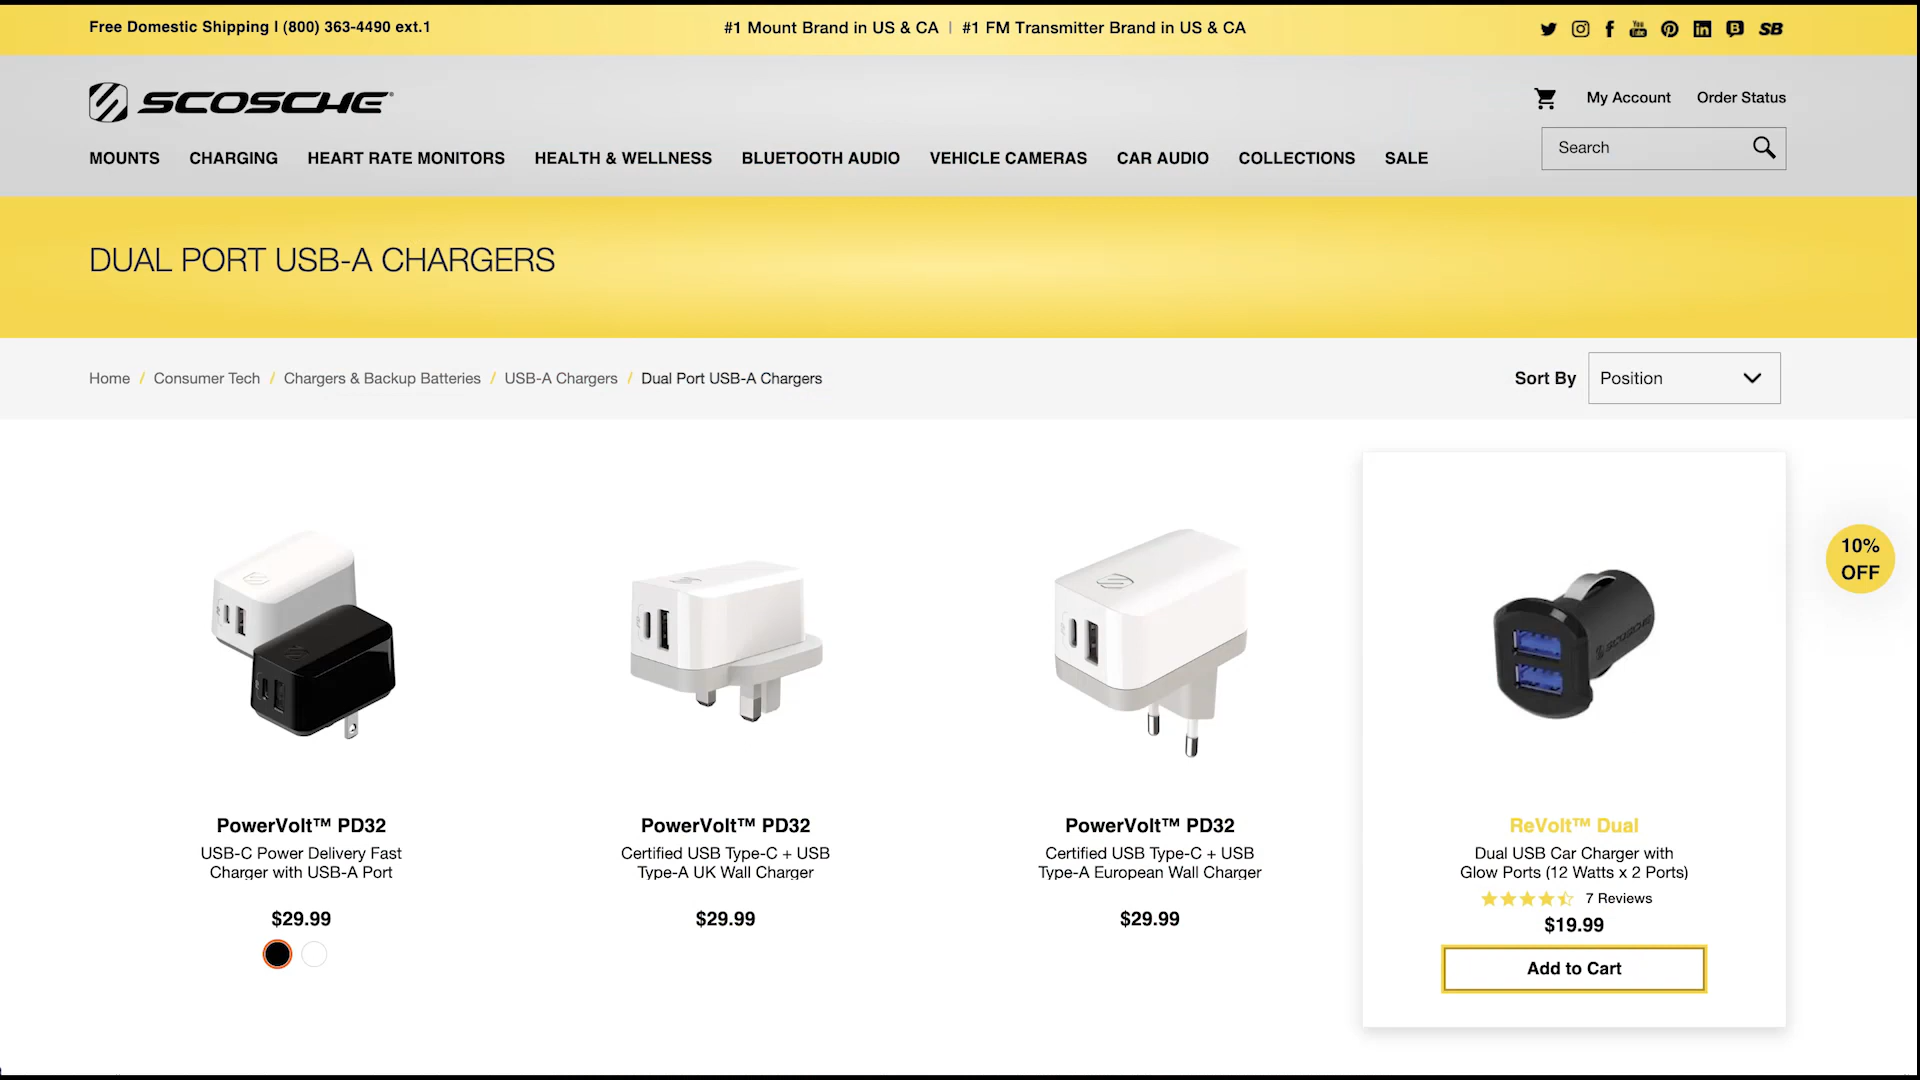 Free Domestic Shipping I (800) 363-4490 ext.1
#1 Mount Brand in US & CA | #1 FM Transmitter Brand in US & CA
SCOSCHE
My Account
Order Status
Search
MOUNTS
CHARGING
HEART RATE MONITORS
HEALTH & WELLNESS
BLUETOOTH AUDIO
VEHICLE CAMERAS
CAR AUDIO
COLLECTIONS
SALE
DUAL PORT USB-A CHARGERS
Home / Consumer Tech / Chargers & Backup Batteries / USB-A Chargers / Dual Port USB-A Chargers
Sort By
Position
10%
OFF
PowerVolt™ PD32
USB-C Power Delivery Fast
Charger with USB-A Port
$29.99
PowerVolt™ PD32
Certified USB Type-C + USB
Type-A UK Wall Charger
$29.99
PowerVolt™ PD32
Certified USB Type-C + USB
Type-A European Wall Charger
$29.99
SCOSCHE
ReVolt™ Dual
Dual USB Car Charger with
Glow Ports (12 Watts x 2 Ports)
7 Reviews
$19.99
Add to Cart